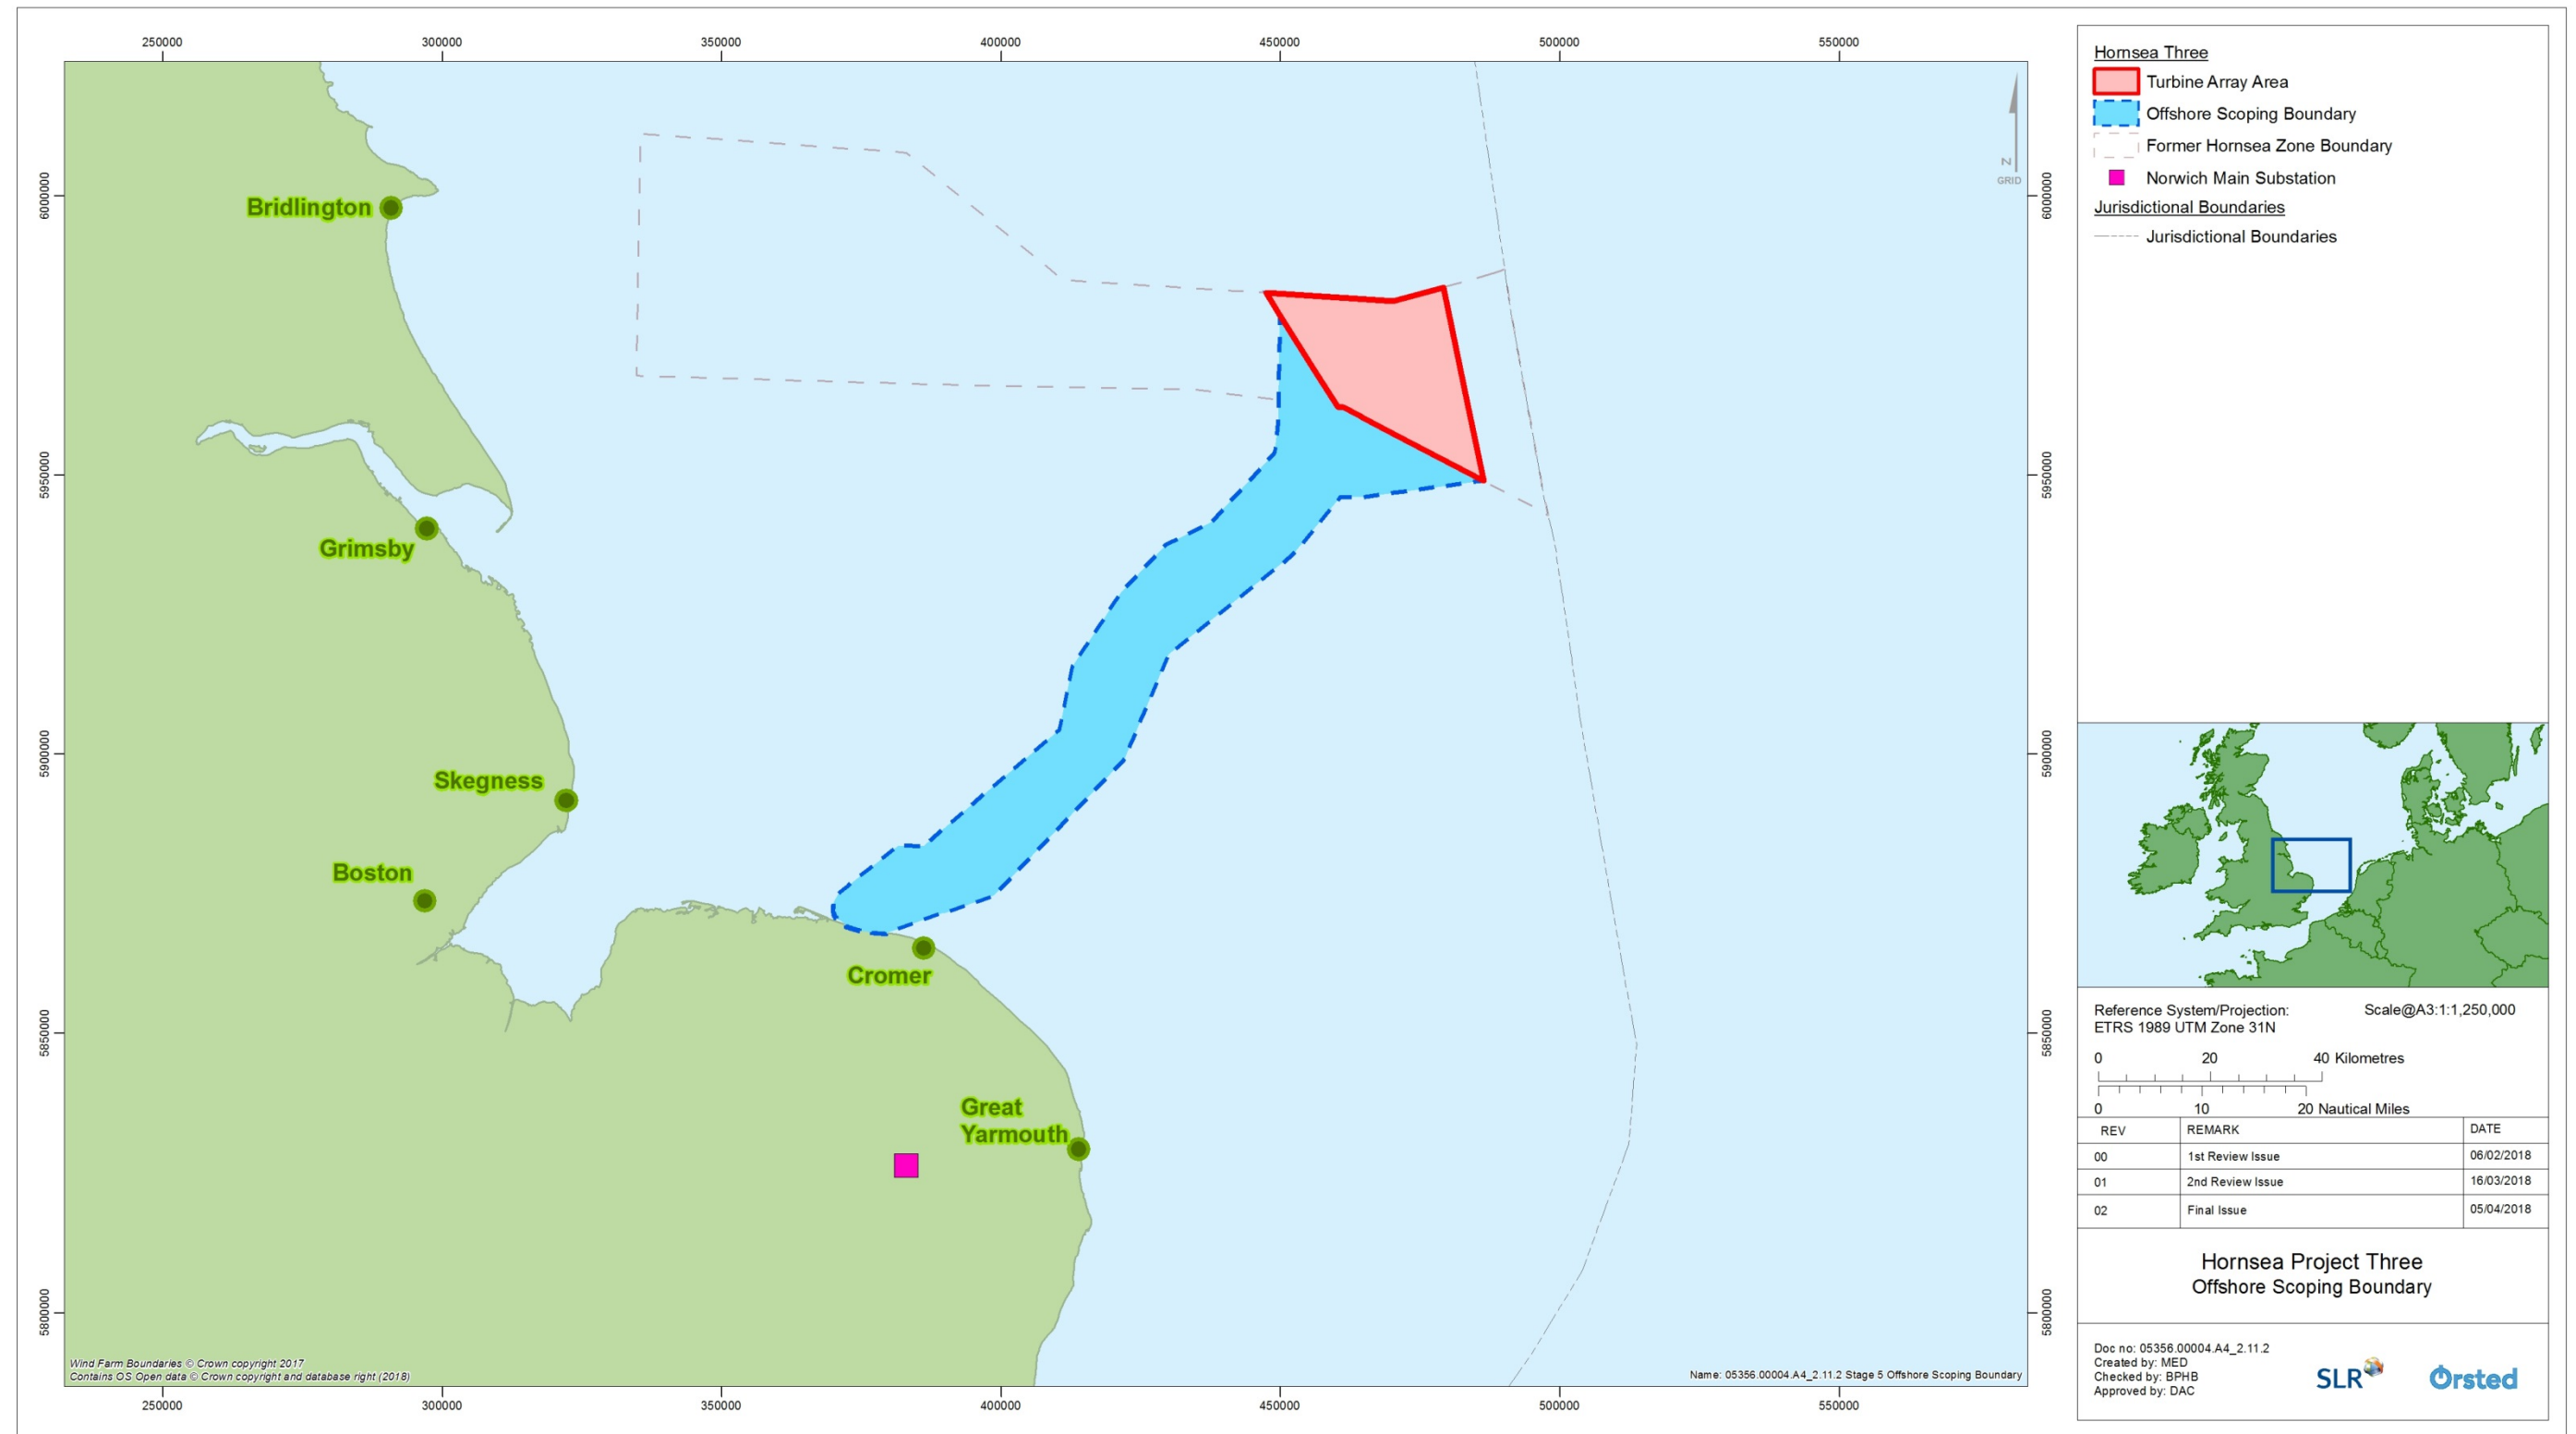 250000
300000
350000
400000
450000
500000
550000
6000000
5950000
5900000
5850000
5800000
Bridlington
Grimsby
Skegness
Boston
Cromer
Great
Yarmouth
N
GRID
6000000
5950000
5900000
5850000
5800000
Wind Farm Boundaries © Crown copyright 2017
Contains OS Open data © Crown copyright and database right (2018)
Name: 05356.00004.A4_2.11.2 Stage 5 Offshore Scoping Boundary
250000
300000
350000
400000
450000
500000
550000
Hornsea Three
Turbine Array Area
Offshore Scoping Boundary
Former Hornsea Zone Boundary
Norwich Main Substation
Jurisdictional Boundaries
Jurisdictional Boundaries
Reference System/Projection: Scale@A3:1:1,250,000
ETRS 1989 UTM Zone 31N
0 20 40 Kilometres
0 10 20 Nautical Miles
REV REMARK DATE
00 1st Review Issue 06/02/2018
01 2nd Review Issue 16/03/2018
02 Final Issue 05/04/2018
Hornsea Project Three
Offshore Scoping Boundary
Doc no: 05356.00004.A4_2.11.2
Created by: MED
Checked by: BPHB
Approved by: DAC
SLR
Ørsted